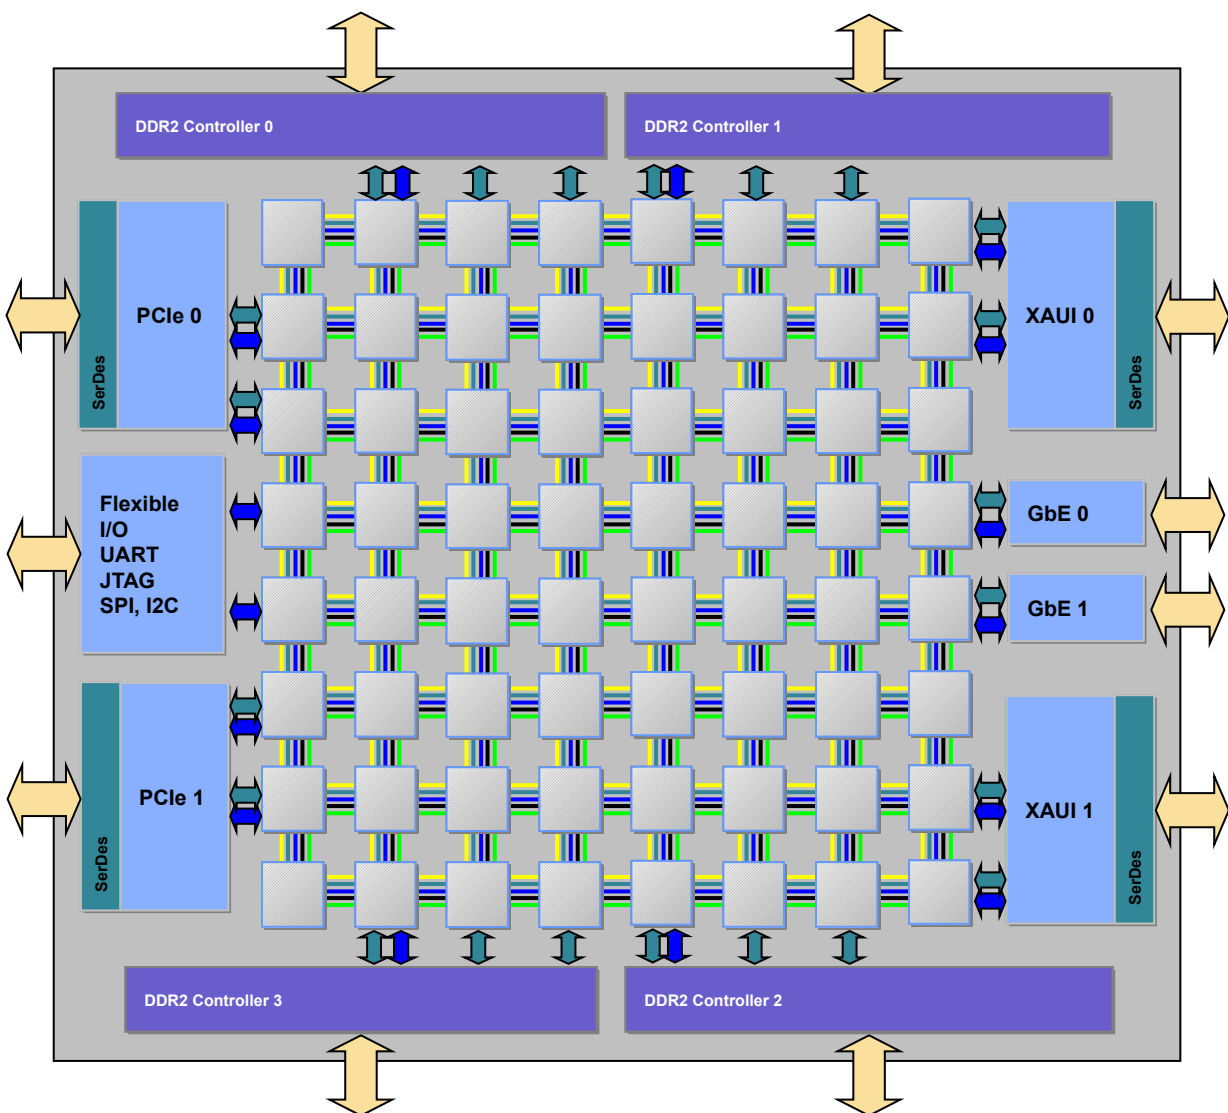 DDR2 Controller 0
DDR2 Controller 1
PCIe 0
SerDes
XAUI 0
SerDes
Flexible
I/O
UART
JTAG
SPI, I2C
GbE 0
GbE 1
PCIe 1
SerDes
XAUI 1
SerDes
DDR2 Controller 3
DDR2 Controller 2